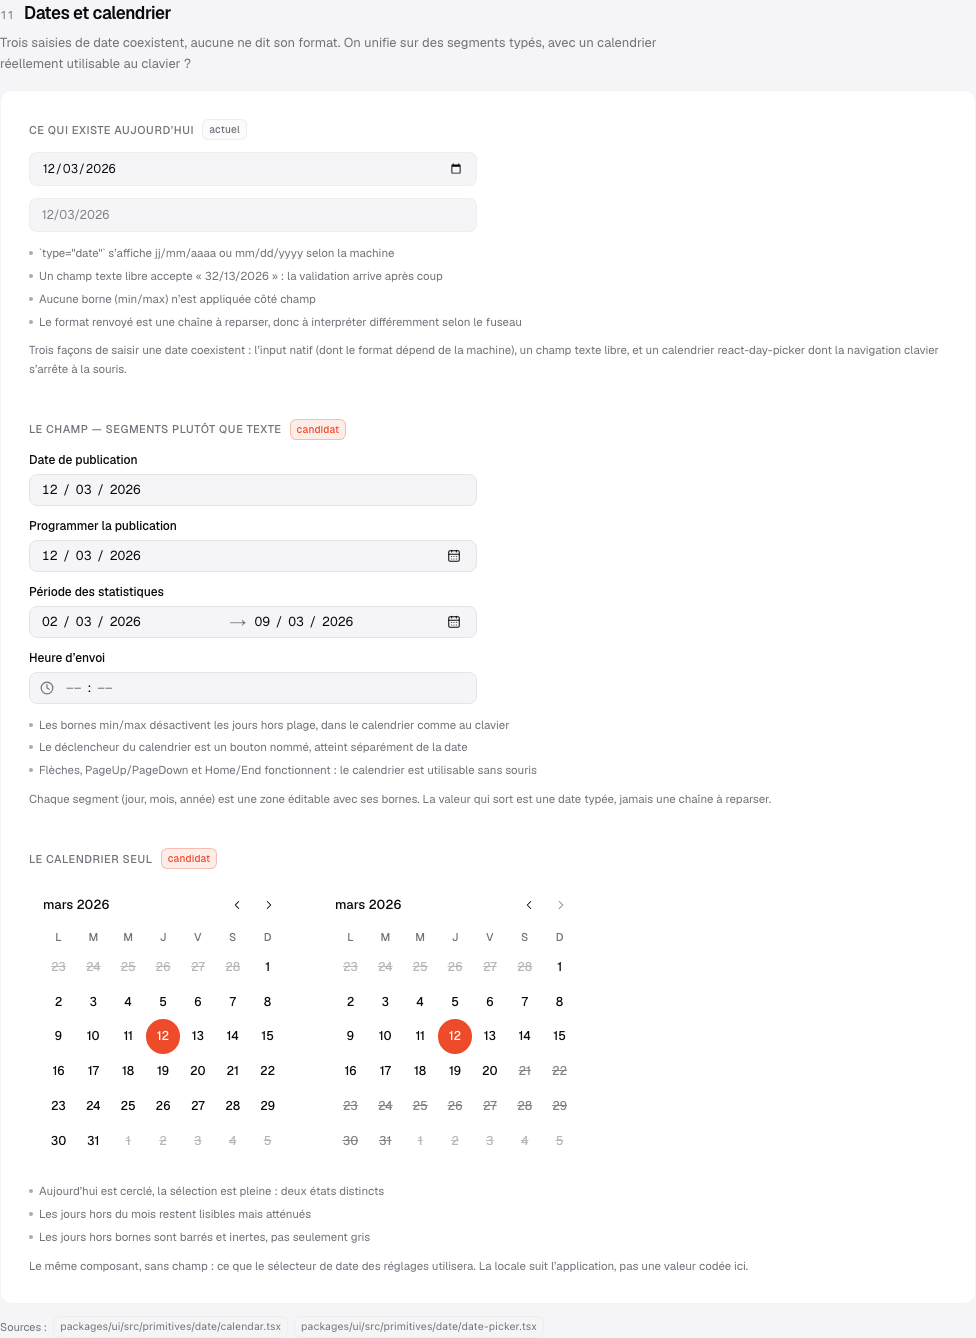 11 Dates et calendrier
Trois saisies de date coexistent, aucune ne dit son format. On unifie sur des segments typés, avec un calendrier
réellement utilisable au clavier ?
CE QUI EXISTE AUJOURD'HUI actuel
12/03/2026
12/03/2026
`type="date"` s'affiche jj/mm/aaaa ou mm/dd/yyyy selon la machine
Un champ texte libre accepte « 32/13/2026 » : la validation arrive après coup
Aucune borne (min/max) n'est appliquée côté champ
Le format renvoyé est une chaîne à reparser, donc à interpréter différemment selon le fuseau
Trois façons de saisir une date coexistent : l'input natif (dont le format dépend de la machine), un champ texte libre, et un calendrier react-day-picker dont la navigation clavier
s'arrête à la souris.
LE CHAMP — SEGMENTS PLUTÔT QUE TEXTE candidat
Date de publication
12 / 03 / 2026
Programmer la publication
12 / 03 / 2026
Période des statistiques
02 / 03 / 2026 → 09 / 03 / 2026
Heure d'envoi
–– : ––
Les bornes min/max désactivent les jours hors plage, dans le calendrier comme au clavier
Le déclencheur du calendrier est un bouton nommé, atteint séparément de la date
Flèches, PageUp/PageDown et Home/End fonctionnent : le calendrier est utilisable sans souris
Chaque segment (jour, mois, année) est une zone éditable avec ses bornes. La valeur qui sort est une date typée, jamais une chaîne à reparser.
LE CALENDRIER SEUL candidat
mars 2026
L M M J V S D
23 24 25 26 27 28 1
2 3 4 5 6 7 8
9 10 11 12 13 14 15
16 17 18 19 20 21 22
23 24 25 26 27 28 29
30 31 1 2 3 4 5
mars 2026
L M M J V S D
23 24 25 26 27 28 1
2 3 4 5 6 7 8
9 10 11 12 13 14 15
16 17 18 19 20 21 22
23 24 25 26 27 28 29
30 31 1 2 3 4 5
Aujourd'hui est cerclé, la sélection est pleine : deux états distincts
Les jours hors du mois restent lisibles mais atténués
Les jours hors bornes sont barrés et inertes, pas seulement gris
Le même composant, sans champ : ce que le sélecteur de date des réglages utilisera. La locale suit l'application, pas une valeur codée ici.
Sources : packages/ui/src/primitives/date/calendar.tsx packages/ui/src/primitives/date/date-picker.tsx